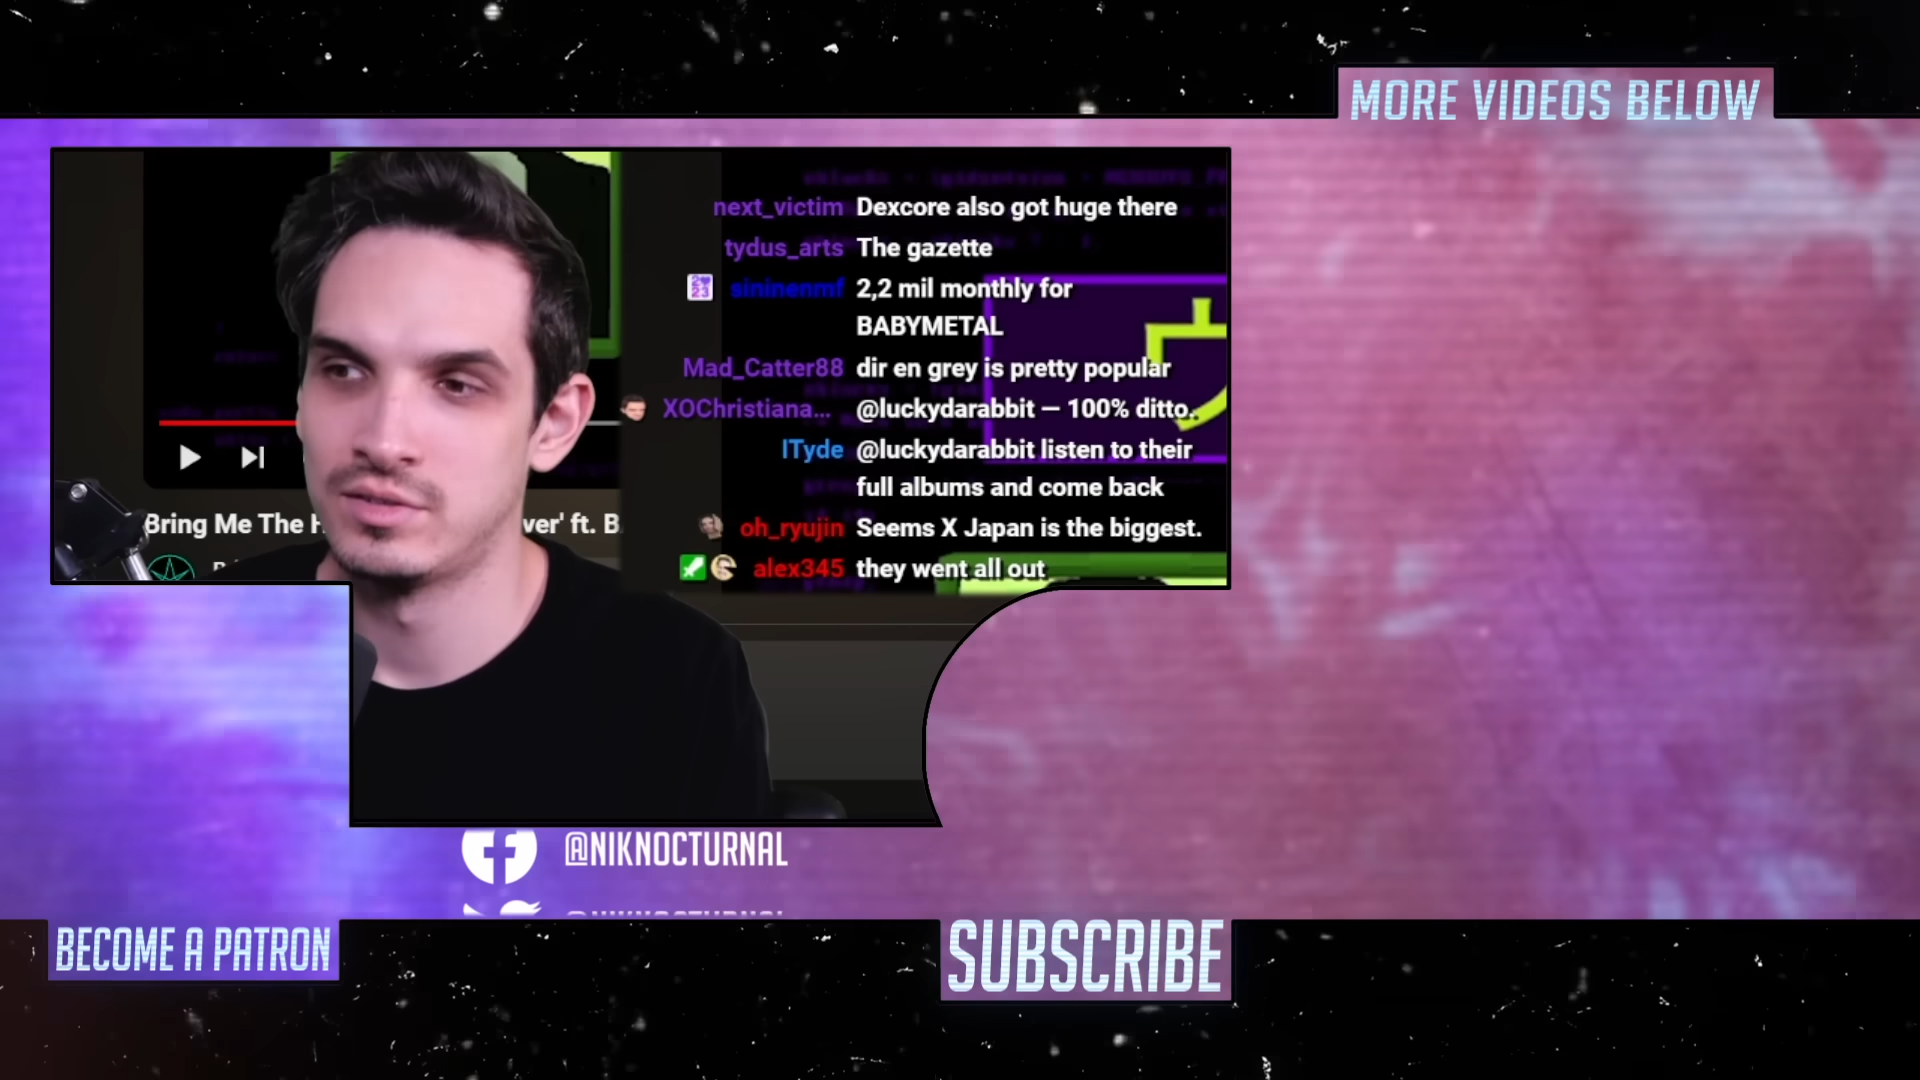 MORE VIDEOS BELOW
next_victim Dexcore also got huge there
tydus_arts The gazette
sininenmf 2,2 mil monthly for
BABYMETAL
Mad_Catter88 dir en grey is pretty popular
XOChristiana... @luckydarabbit — 100% ditto.
lTyde @luckydarabbit listen to their
full albums and come back
Bring Me The H ver' ft. B
oh_ryujin Seems X Japan is the biggest.
alex345 they went all out
@NIKNOCTURNAL
@NIKNOCTURNAL
BECOME A PATRON
SUBSCRIBE